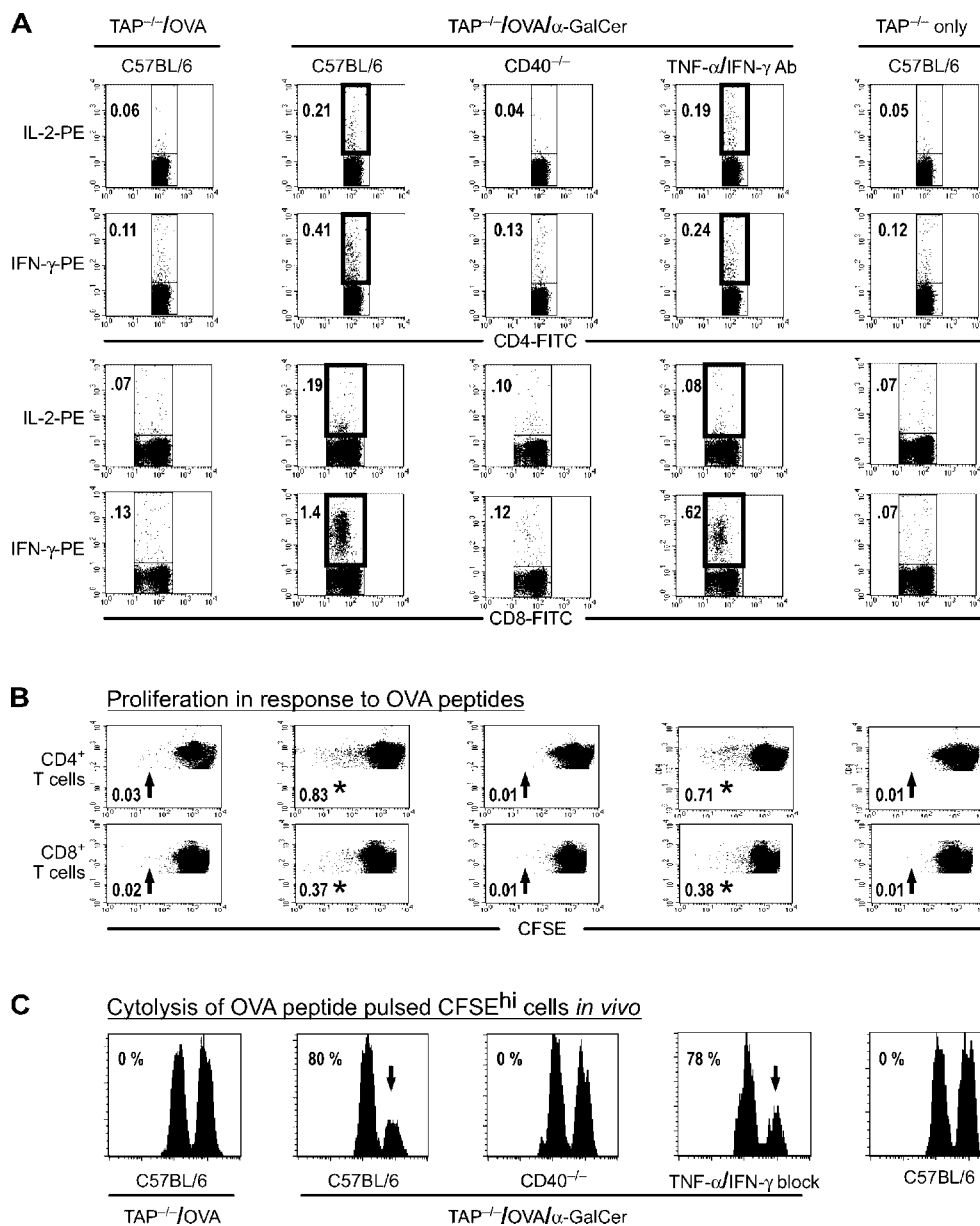 A
TAP−/−/OVA TAP−/−/OVA/α-GalCer TAP−/− only
C57BL/6 C57BL/6 CD40−/− TNF-α/IFN-γ Ab C57BL/6
IL-2-PE 0.06 0.21 0.04 0.19 0.05
IFN-γ-PE 0.11 0.41 0.13 0.24 0.12
CD4-FITC
IL-2-PE .07 .19 .10 .08 .07
IFN-γ-PE .13 1.4 .12 .62 .07
CD8-FITC
B Proliferation in response to OVA peptides
CD4+
T cells
0.03 0.83 * 0.01 0.71 * 0.01
CD8+
T cells
0.02 0.37 * 0.01 0.38 * 0.01
CFSE
C Cytolysis of OVA peptide pulsed CFSEhi cells in vivo
0 % 80 % 0 % 78 % 0 %
C57BL/6 C57BL/6 CD40−/− TNF-α/IFN-γ block C57BL/6
TAP−/−/OVA TAP−/−/OVA/α-GalCer